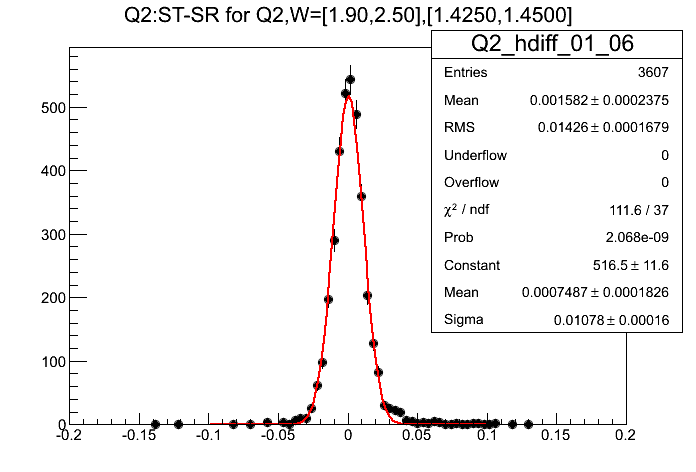 Q2:ST-SR for Q2,W=[1.90,2.50],[1.4250,1.4500]
Q2_hdiff_01_06
Entries 3607
Mean 0.001582 ± 0.0002375
RMS 0.01426 ± 0.0001679
Underflow 0
Overflow 0
χ² / ndf 111.6 / 37
Prob 2.068e-09
Constant 516.5 ± 11.6
Mean 0.0007487 ± 0.0001826
Sigma 0.01078 ± 0.00016
500
400
300
200
100
0
-0.2 -0.15 -0.1 -0.05 0 0.05 0.1 0.15 0.2